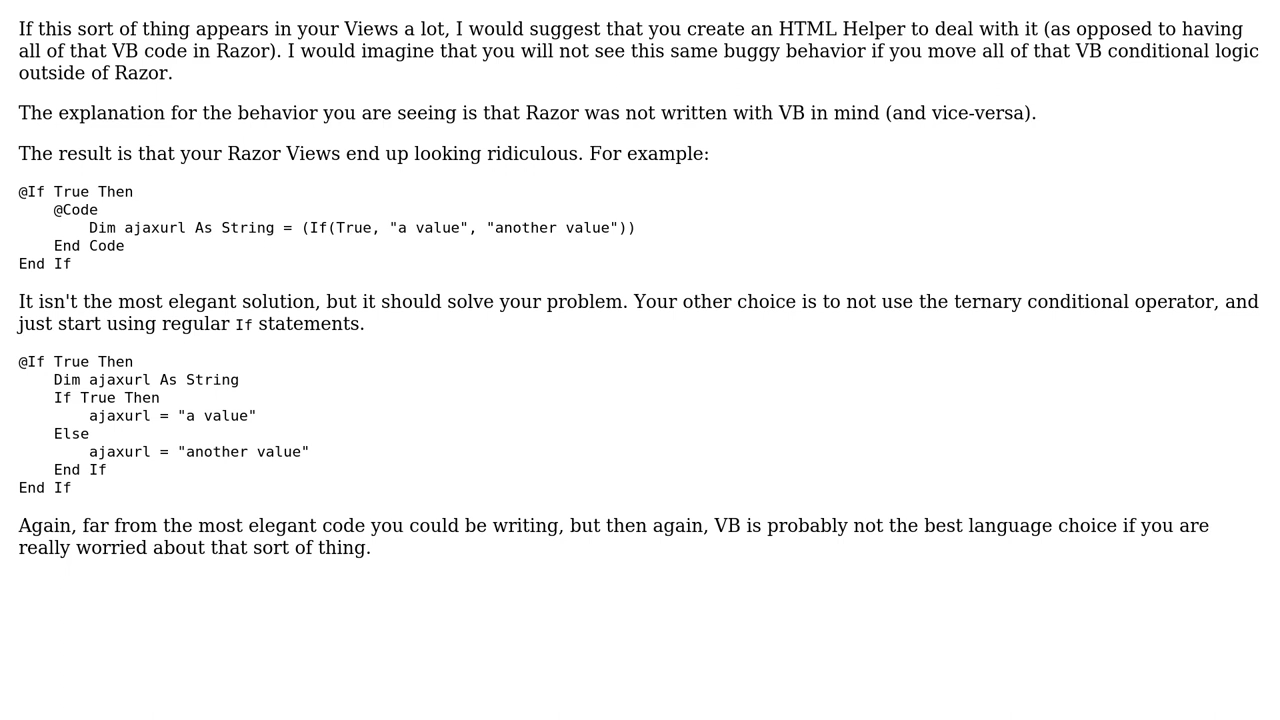 If this sort of thing appears in your Views a lot, I would suggest that you create an HTML Helper to deal with it (as opposed to having
all of that VB code in Razor). I would imagine that you will not see this same buggy behavior if you move all of that VB conditional logic
outside of Razor.
The explanation for the behavior you are seeing is that Razor was not written with VB in mind (and vice-versa).
The result is that your Razor Views end up looking ridiculous. For example:
@If True Then
    @Code
        Dim ajaxurl As String = (If(True, "a value", "another value"))
    End Code
End If
It isn't the most elegant solution, but it should solve your problem. Your other choice is to not use the ternary conditional operator, and
just start using regular If statements.
@If True Then
    Dim ajaxurl As String
    If True Then
        ajaxurl = "a value"
    Else
        ajaxurl = "another value"
    End If
End If
Again, far from the most elegant code you could be writing, but then again, VB is probably not the best language choice if you are
really worried about that sort of thing.